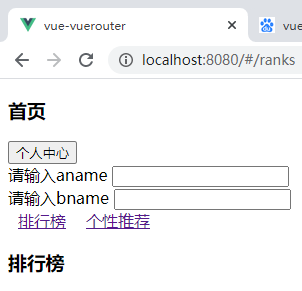 vue-vuerouter
vue
localhost:8080/#/ranks
首页
个人中心
请输入aname
请输入bname
排行榜 个性推荐
排行榜